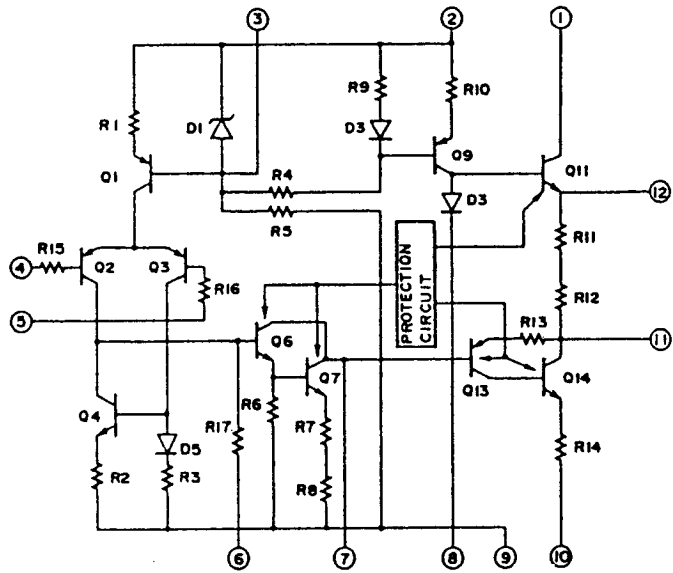 3 2 1
R9 R10
R1 D1 D3
Q1 Q9 Q11
R4 12
R5 D3
R11
R15
4 Q2 Q3 R16
PROTECTION
CIRCUIT
R12
5 R13 11
Q6
Q7
Q13 Q14
Q4 R17 R6 R7 R14
D5
R2 R3 R8
6 7 8 9 10